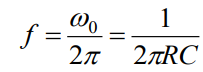 f = ω₀/2π = 1/2πRC